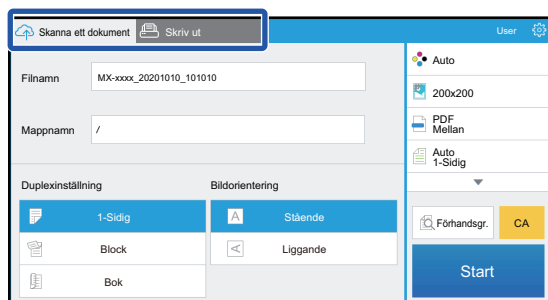 Skanna ett dokument Skriv ut User
Filnamn MX-xxxx_20201010_101010
Mappnamn /
Duplexinställning Bildorientering
1-Sidig A Stående
Block A Liggande
Bok
Auto
200x200
PDF
Mellan
Auto
1-Sidig
Förhandsgr. CA
Start